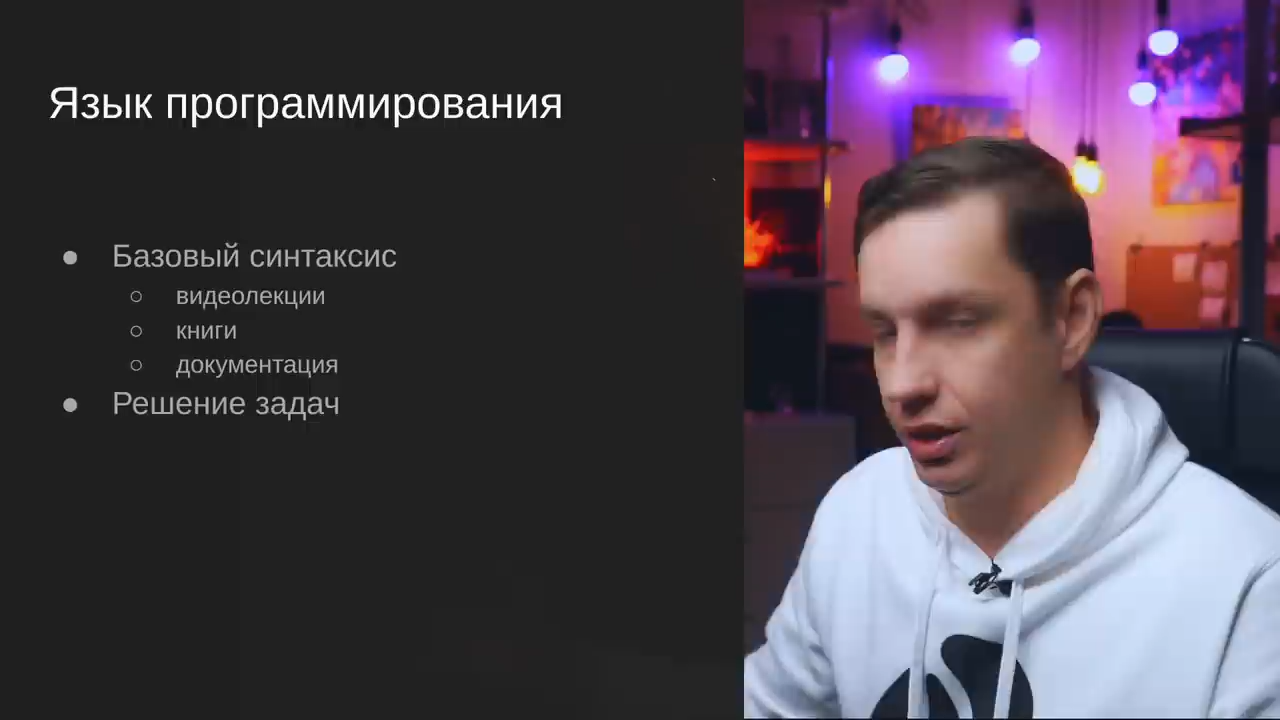 Язык программирования
Базовый синтаксис
видеолекции
книги
документация
Решение задач